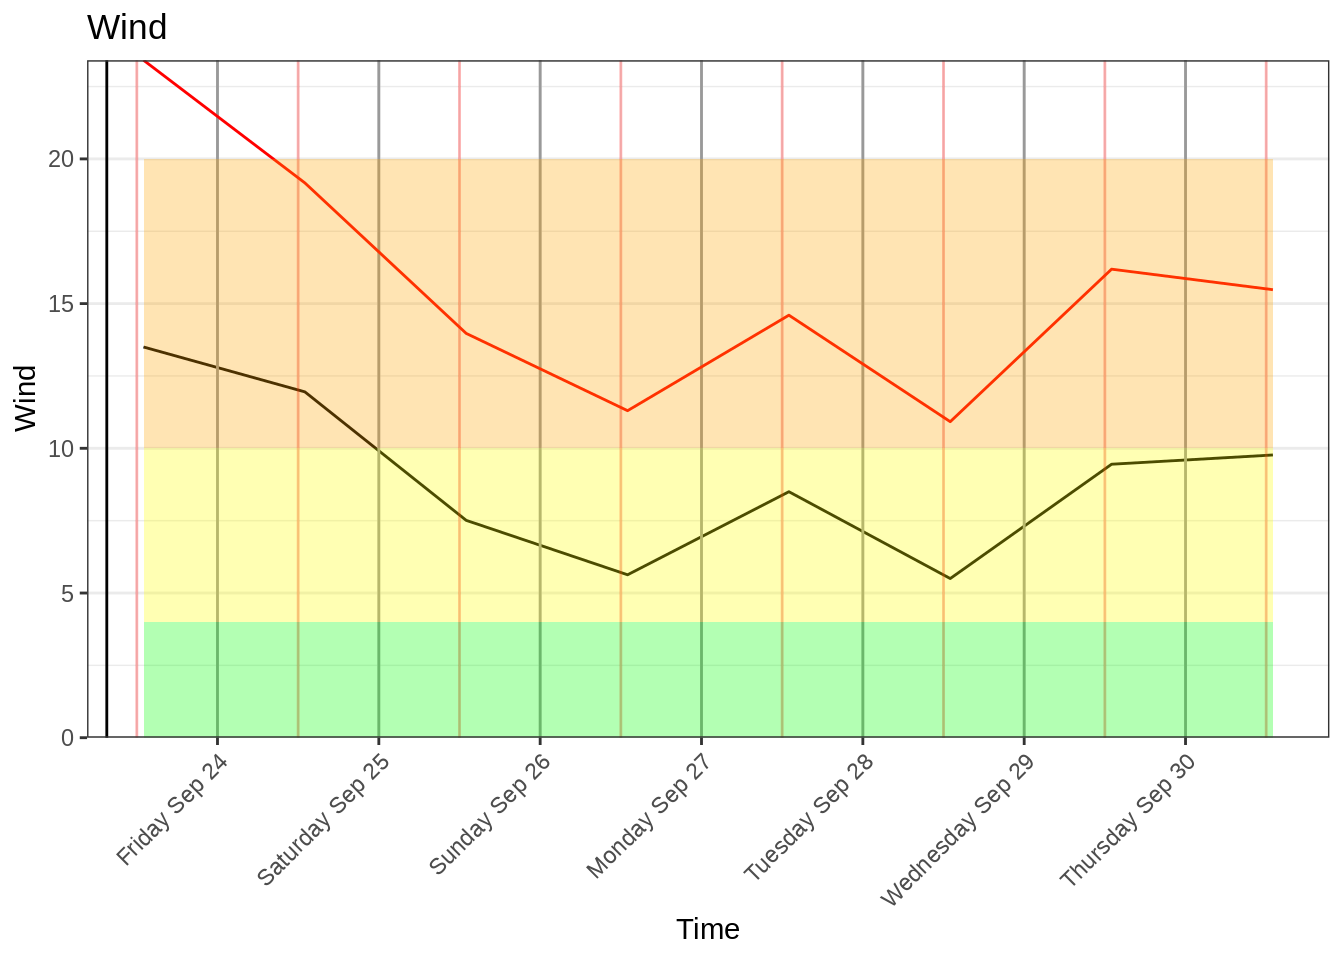 Wind
Wind
20
15
10
5
0
Friday Sep 24
Saturday Sep 25
Sunday Sep 26
Monday Sep 27
Tuesday Sep 28
Wednesday Sep 29
Thursday Sep 30
Time